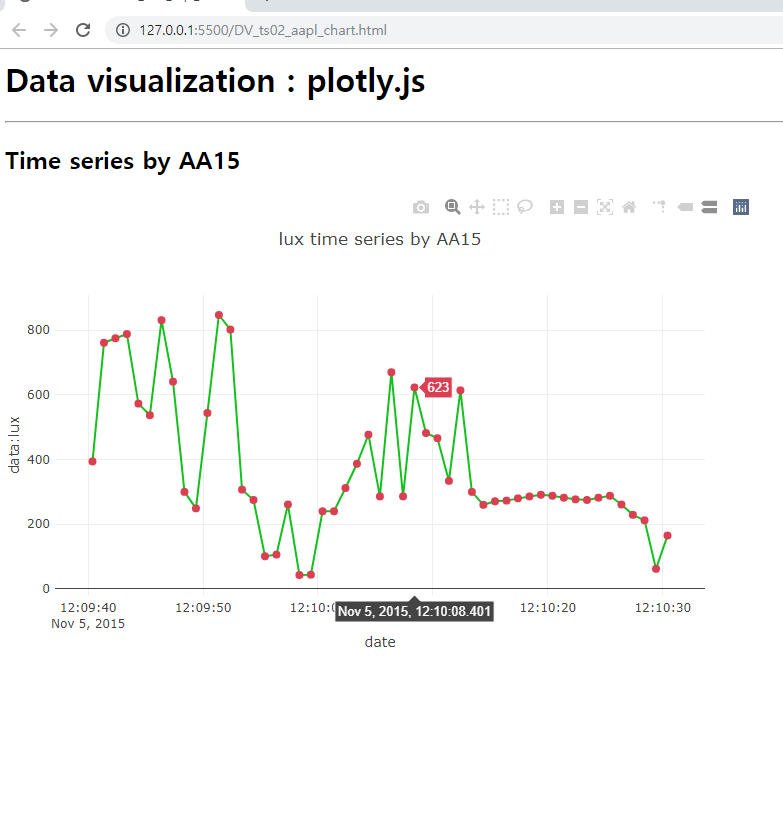 127.0.0.1:5500/DV_ts02_aapl_chart.html
Data visualization : plotly.js
Time series by AA15
lux time series by AA15
data:lux
800
600
400
200
0
623
12:09:40
Nov 5, 2015
12:09:50
12:10:0
Nov 5, 2015, 12:10:08.401
12:10:20
12:10:30
date